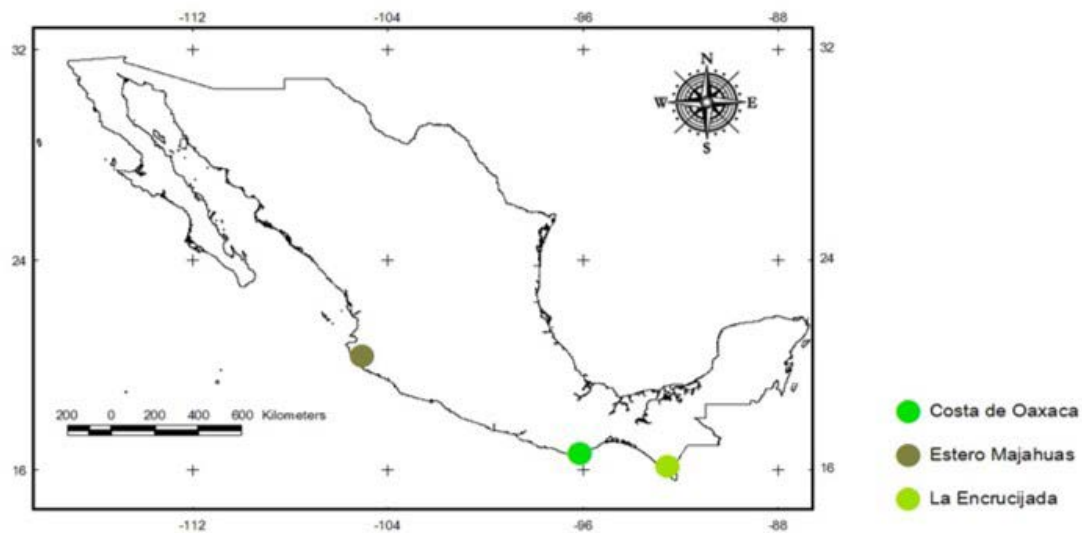 -112 -104 -96 -88
32 32
N
W E
S
24 24
200 0 200 400 600 Kilometers
Costa de Oaxaca
16 16
Estero Majahuas
La Encrucijada
-112 -104 -96 -88